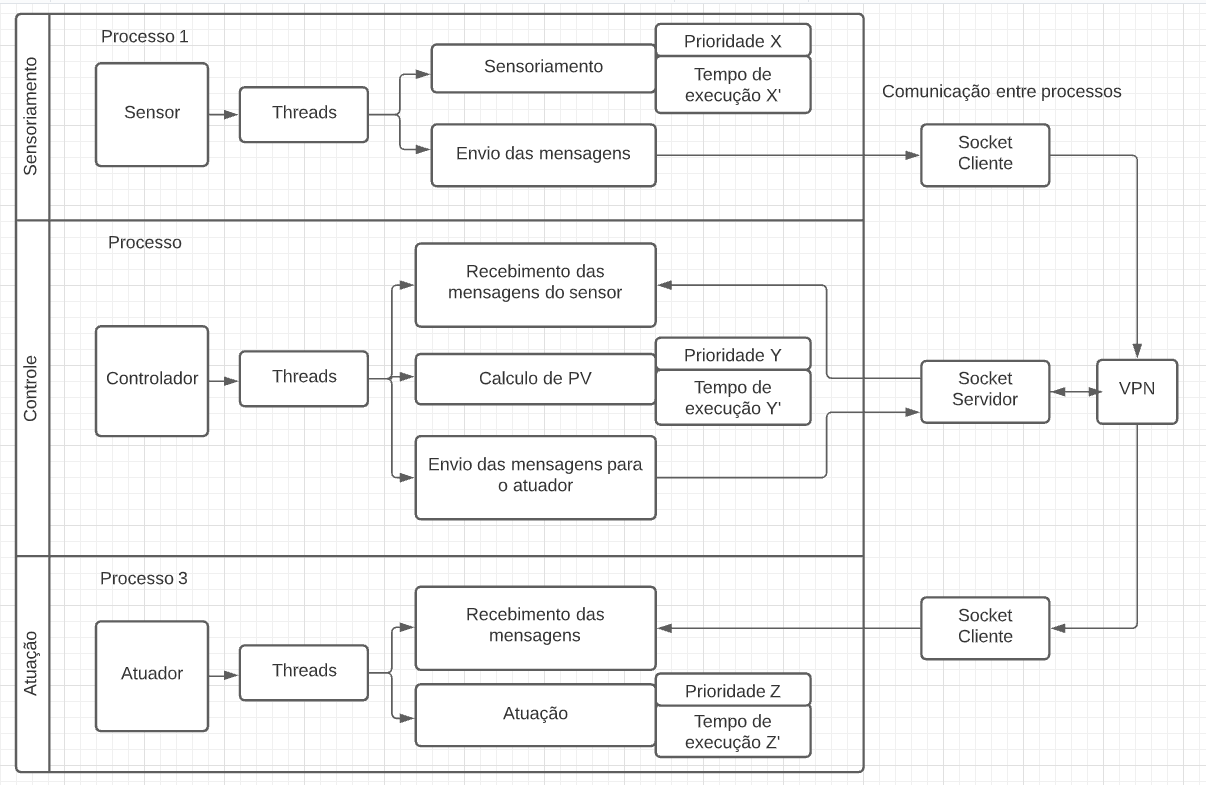 Sensoriamento
Processo 1
Sensor
Threads
Sensoriamento
Prioridade X
Tempo de
execução X'
Envio das mensagens
Comunicação entre processos
Socket
Cliente
Controle
Processo
Controlador
Threads
Recebimento das
mensagens do sensor
Calculo de PV
Prioridade Y
Tempo de
execução Y'
Envio das mensagens para
o atuador
Socket
Servidor
VPN
Atuação
Processo 3
Atuador
Threads
Recebimento das
mensagens
Atuação
Prioridade Z
Tempo de
execução Z'
Socket
Cliente